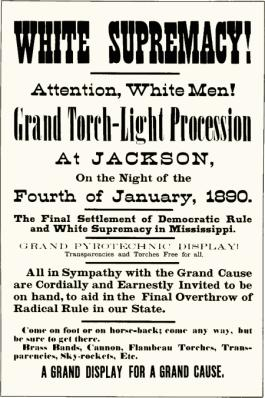 WHITE SUPREMACY!
Attention, White Men!
Grand Torch-Light Procession
At JACKSON,
On the Night of the
Fourth of January, 1890.
The Final Settlement of Democratic Rule
and White Supremacy in Mississippi.
GRAND PYROTECHNIC DISPLAY!
Transparencies and Torches Free for all.
All in Sympathy with the Grand Cause
are Cordially and Earnestly Invited to be
on hand, to aid in the Final Overthrow of
Radical Rule in our State.
Come on foot or on horse-back; come any way, but
be sure to get there.
Brass Bands, Cannon, Flambeau Torches, Trans-
parencies, Sky-rockets, Etc.
A GRAND DISPLAY FOR A GRAND CAUSE.